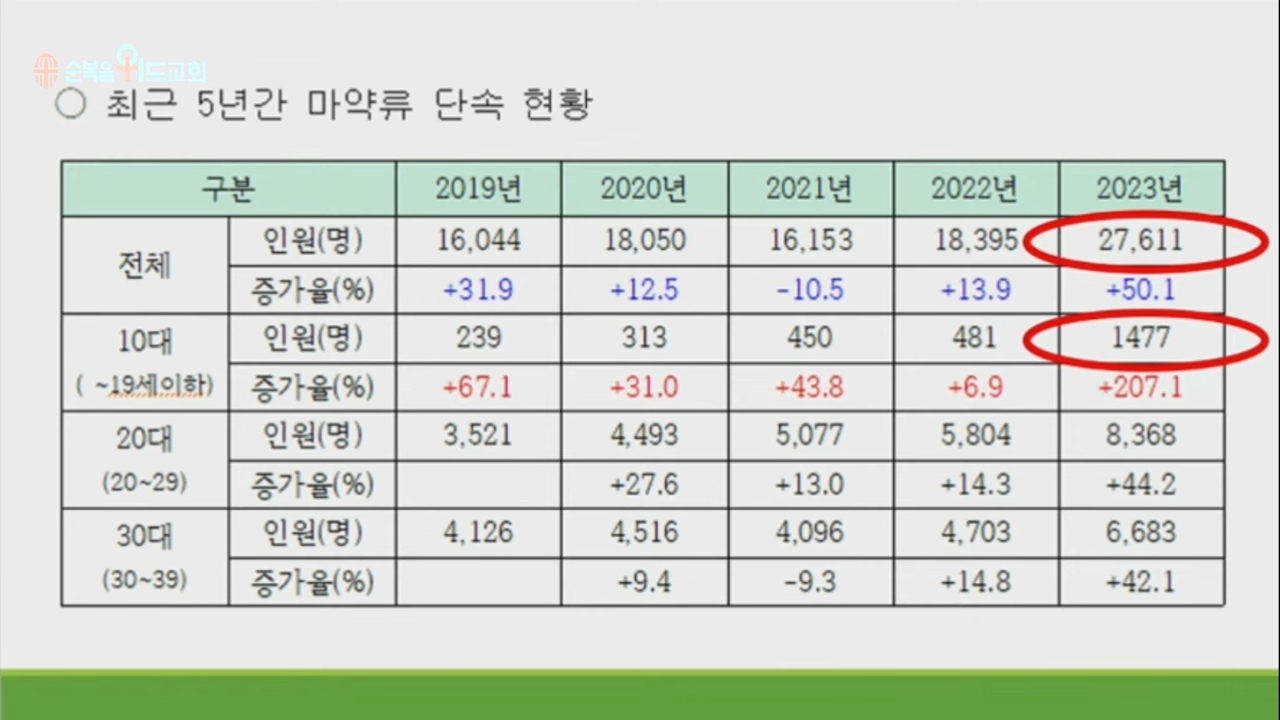 순복음위드교회
○ 최근 5년간 마약류 단속 현황
구분 2019년 2020년 2021년 2022년 2023년
전체 인원(명) 16,044 18,050 16,153 18,395 27,611
증가율(%) +31.9 +12.5 -10.5 +13.9 +50.1
10대 인원(명) 239 313 450 481 1477
( ~19세이하) 증가율(%) +67.1 +31.0 +43.8 +6.9 +207.1
20대 인원(명) 3,521 4,493 5,077 5,804 8,368
(20~29) 증가율(%) +27.6 +13.0 +14.3 +44.2
30대 인원(명) 4,126 4,516 4,096 4,703 6,683
(30~39) 증가율(%) +9.4 -9.3 +14.8 +42.1